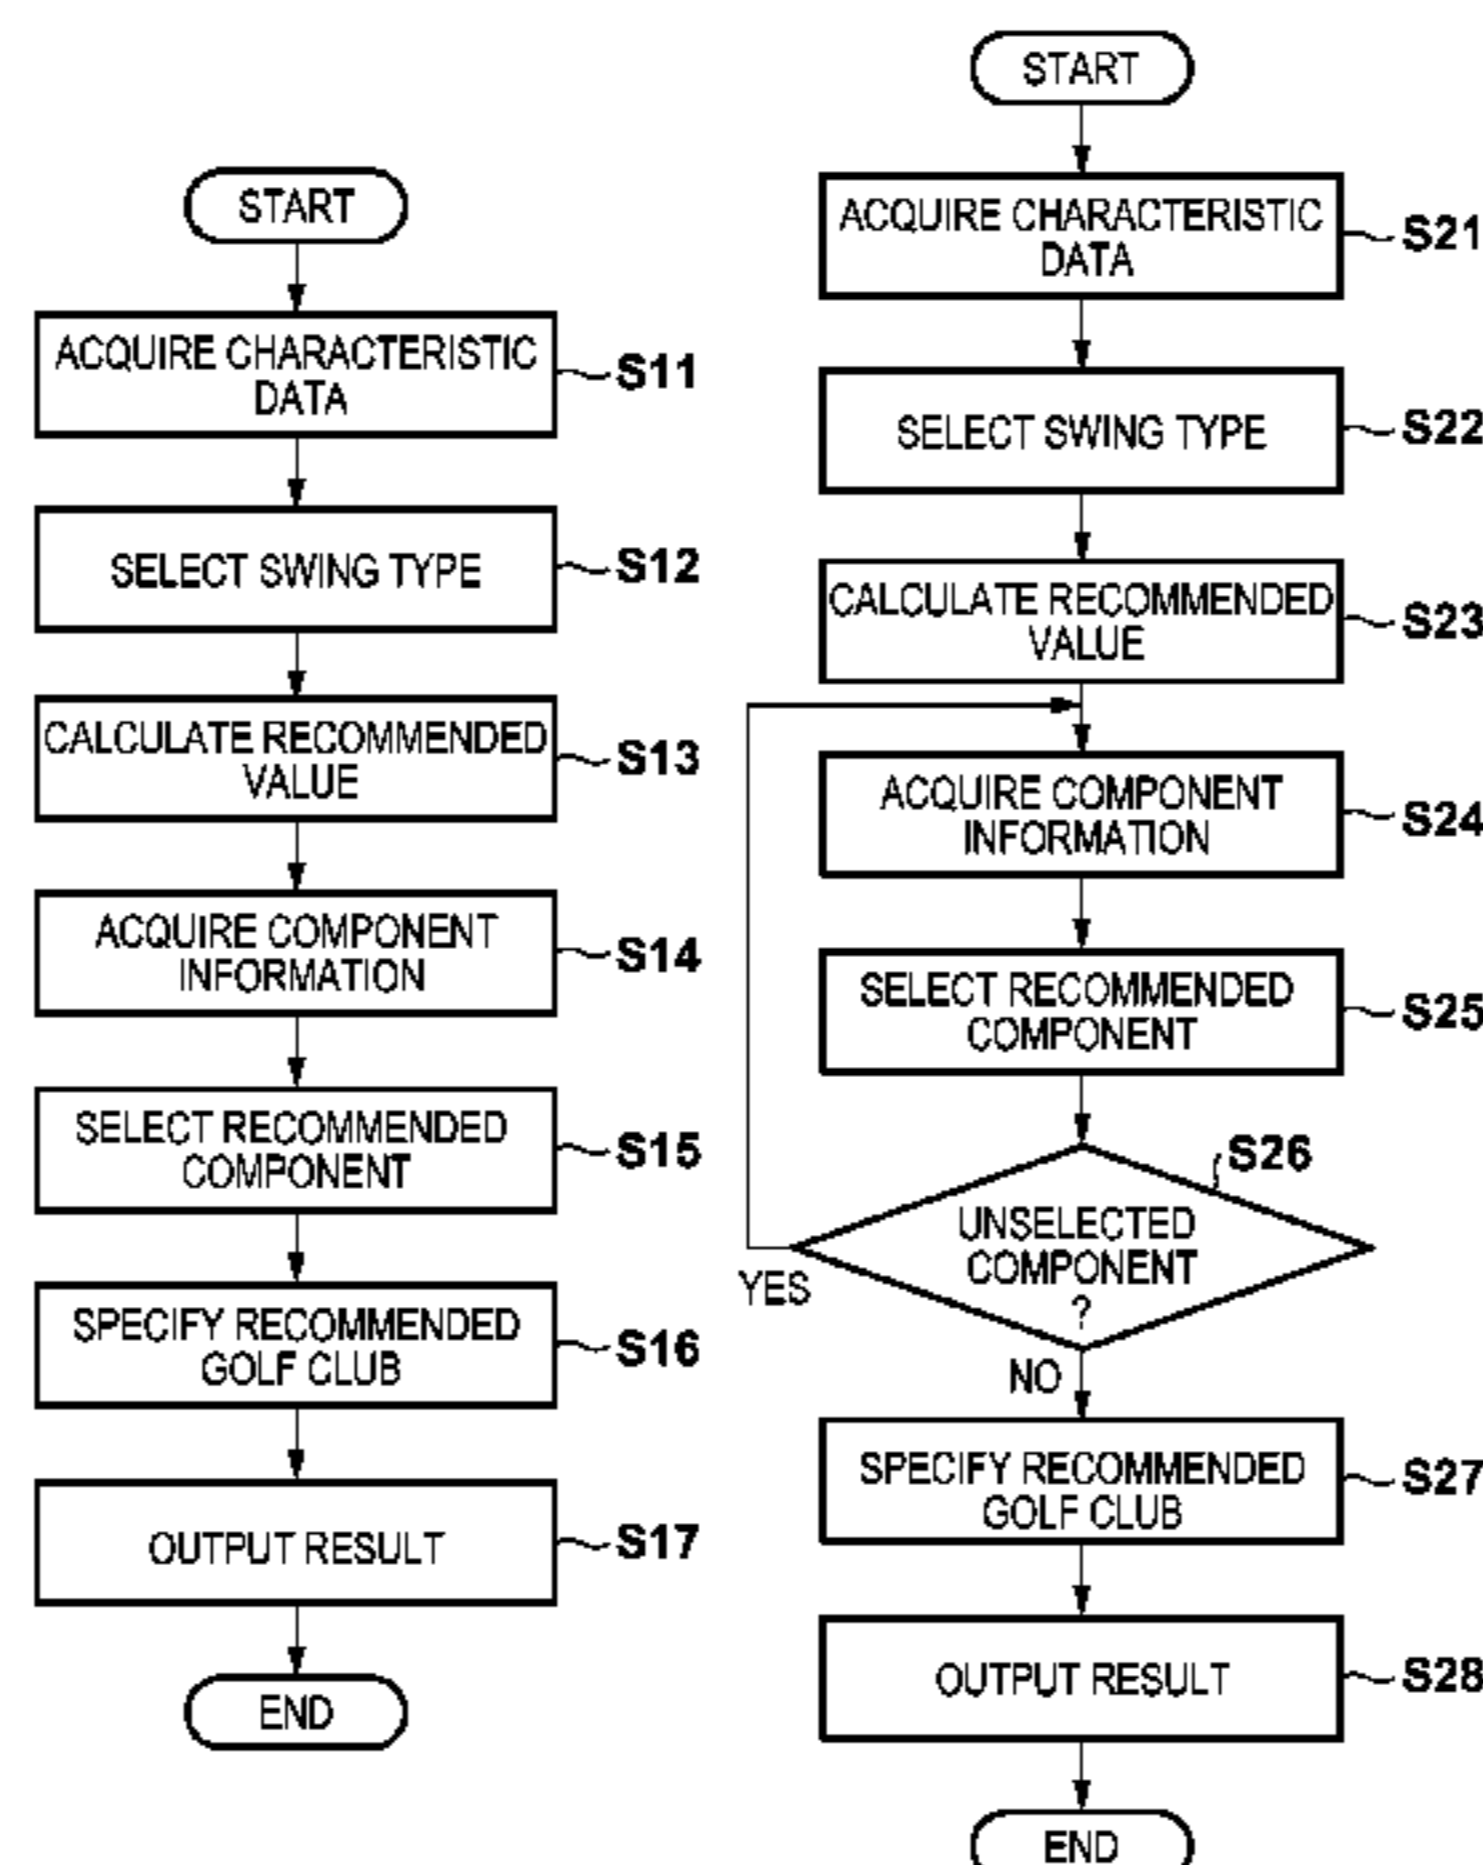 START
ACQUIRE CHARACTERISTIC
DATA
S11
SELECT SWING TYPE
S12
CALCULATE RECOMMENDED
VALUE
S13
ACQUIRE COMPONENT
INFORMATION
S14
SELECT RECOMMENDED
COMPONENT
S15
SPECIFY RECOMMENDED
GOLF CLUB
S16
OUTPUT RESULT
S17
END
START
ACQUIRE CHARACTERISTIC
DATA
S21
SELECT SWING TYPE
S22
CALCULATE RECOMMENDED
VALUE
S23
ACQUIRE COMPONENT
INFORMATION
S24
SELECT RECOMMENDED
COMPONENT
S25
S26
UNSELECTED
COMPONENT
?
YES
NO
SPECIFY RECOMMENDED
GOLF CLUB
S27
OUTPUT RESULT
S28
END